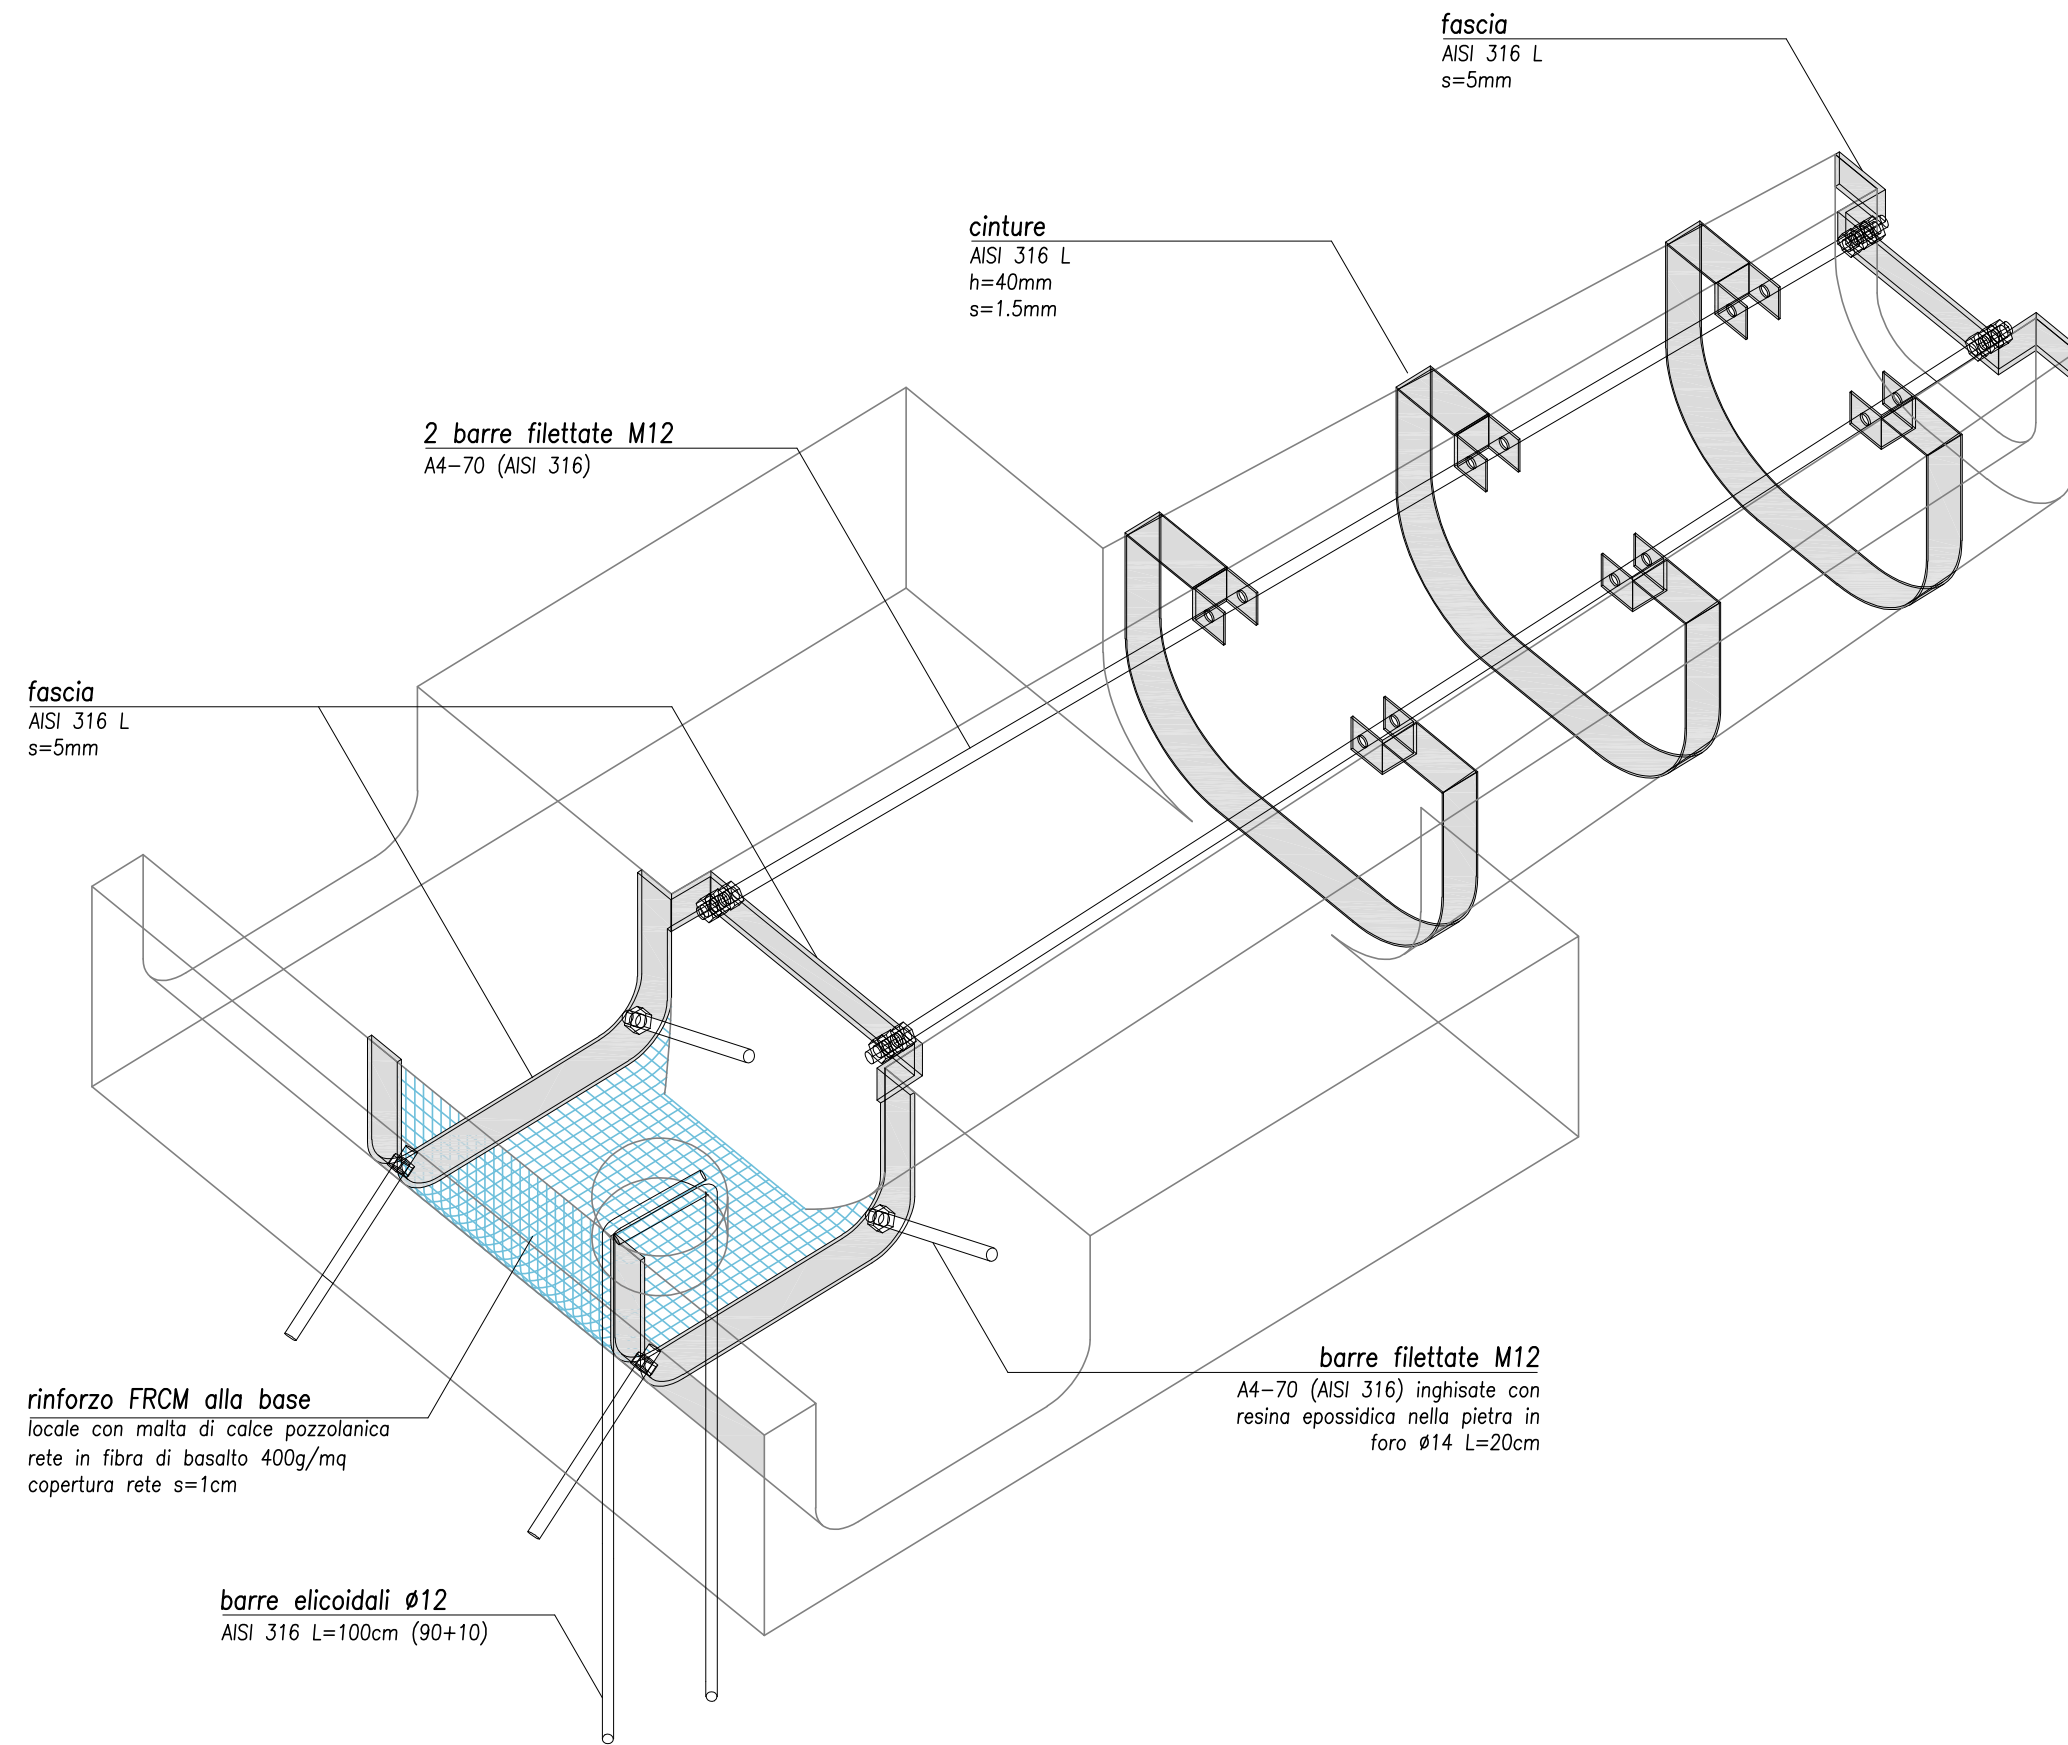 fascia
AISI 316 L
s=5mm
cinture
AISI 316 L
h=40mm
s=1.5mm
2 barre filettate M12
A4-70 (AISI 316)
fascia
AISI 316 L
s=5mm
barre filettate M12
A4-70 (AISI 316) inghisate con
resina epossidica nella pietra in
foro ø14 L=20cm
rinforzo FRCM alla base
locale con malta di calce pozzolanica
rete in fibra di basalto 400g/mq
copertura rete s=1cm
barre elicoidali ø12
AISI 316 L=100cm (90+10)